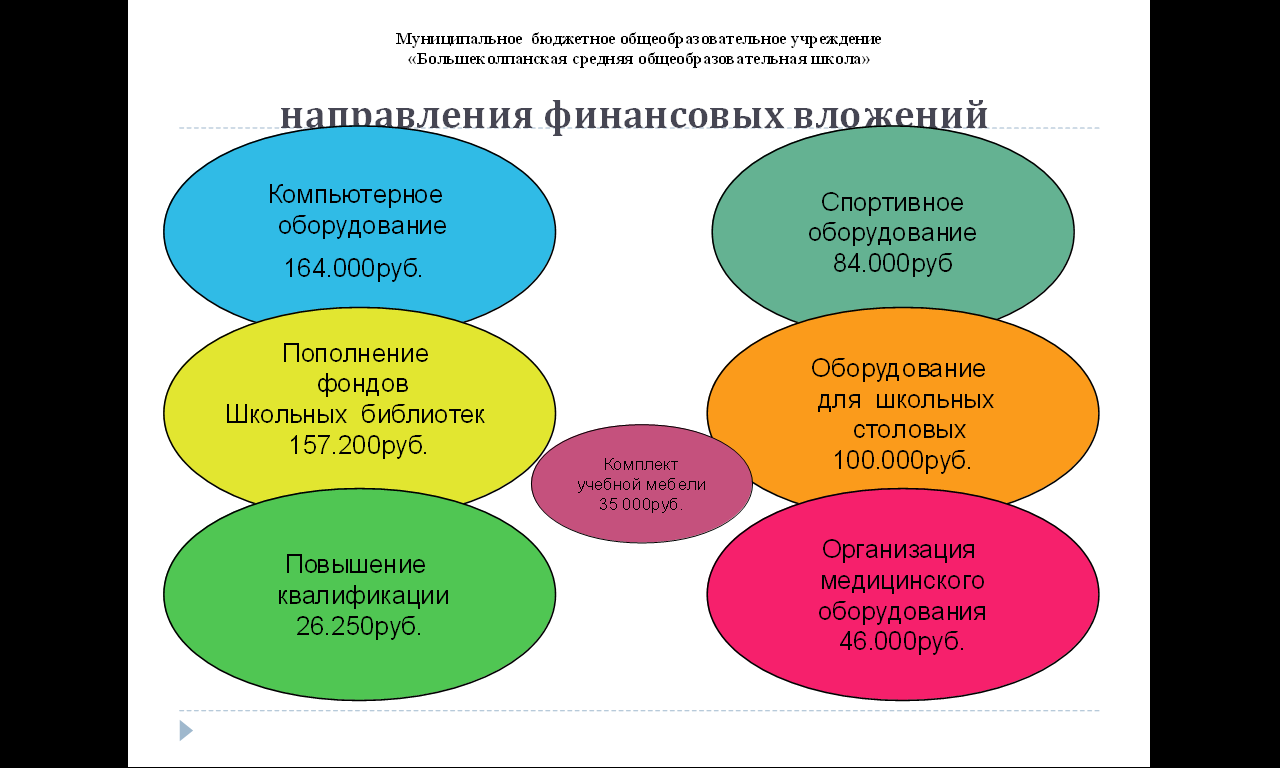 Муниципальное бюджетное общеобразовательное учреждение
«Большеколпанская средняя общеобразовательная школа»
направления финансовых вложений
Компьютерное
оборудование
164.000руб.
Спортивное
оборудование
84.000руб
Пополнение
фондов
Школьных библиотек
157.200руб.
Оборудование
для школьных
столовых
100.000руб.
Комплект
учебной мебели
35 000руб.
Повышение
квалификации
26.250руб.
Организация
медицинского
оборудования
46.000руб.